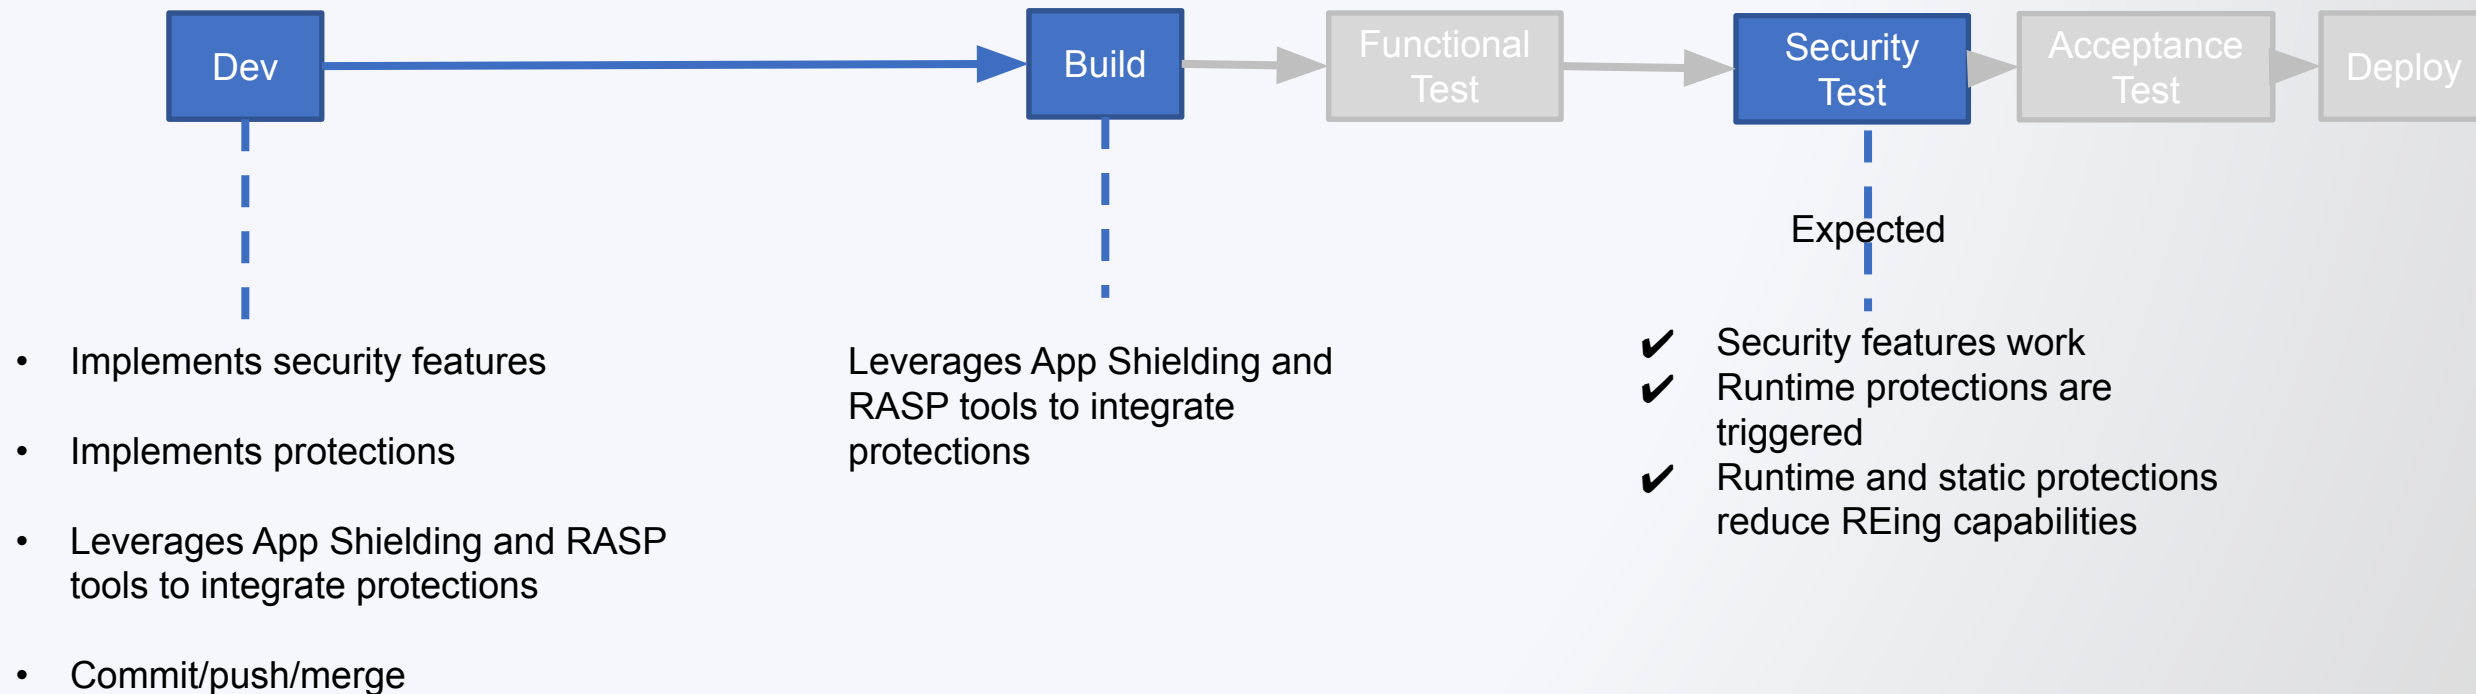 Dev
Build
Functional
Test
Security
Test
Acceptance
Test
Deploy
Expected
• Implements security features
• Implements protections
• Leverages App Shielding and RASP
tools to integrate protections
• Commit/push/merge
Leverages App Shielding and
RASP tools to integrate
protections
✔ Security features work
✔ Runtime protections are
triggered
✔ Runtime and static protections
reduce REing capabilities